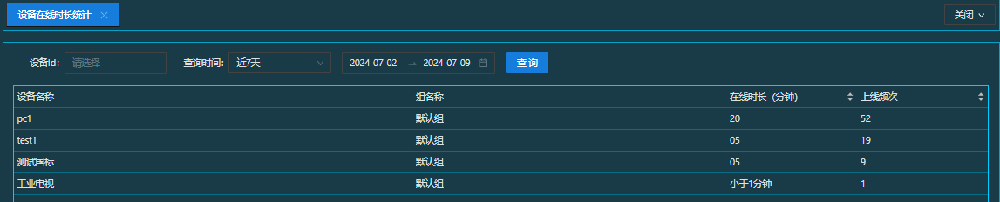 设备在线时长统计
关闭
设备Id: 请选择 查询时间: 近7天 2024-07-02 → 2024-07-09 查 询
设备名称 组名称 在线时长（分钟） 上线频次
pc1 默认组 20 52
test1 默认组 05 19
测试国标 默认组 05 9
工业电视 默认组 小于1分钟 1